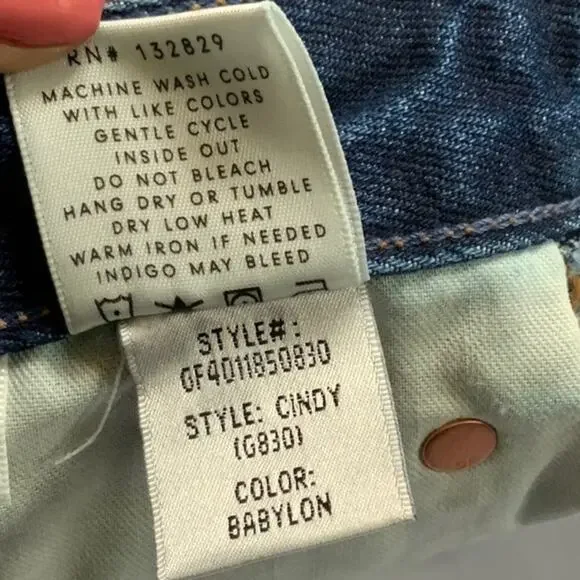 RN# 132829
MACHINE WASH COLD
WITH LIKE COLORS
GENTLE CYCLE
INSIDE OUT
DO NOT BLEACH
HANG DRY OR TUMBLE
DRY LOW HEAT
WARM IRON IF NEEDED
INDIGO MAY BLEED
STYLE#:
GF4011850830
STYLE: CINDY
(G830)
COLOR:
BABYLON